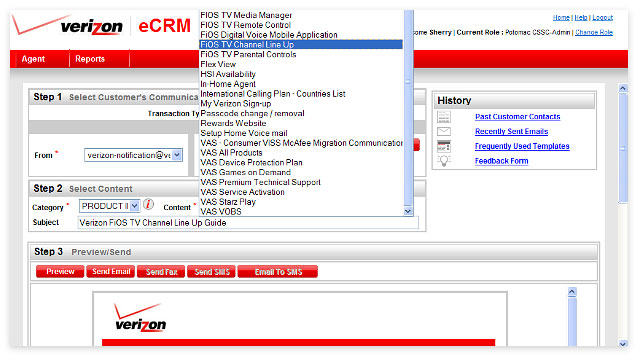 verizon
eCRM
Home | Help | Logout
come Sherry | Current Role : Potomac CSSC-Admin | Change Role
Agent
Reports
FIOS TV Media Manager
FIOS TV Remote Control
FiOS Digital Voice Mobile Application
FiOS TV Channel Line Up
FiOS TV Parental Controls
Flex View
HSI Availability
In-Home Agent
International Calling Plan - Countries List
My Verizon Sign-up
Passcode change / removal
Rewards Website
Setup Home Voice mail
VAS - Consumer VISS McAfee Migration Communication
VAS All Products
VAS Device Protection Plan
VAS Games on Demand
VAS Premium Technical Support
VAS Service Activation
VAS Starz Play
VAS VOBS
Step 1 Select Customer's Communica
Transaction Ty
From * verizon-notification@ve
History
Past Customer Contacts
Recently Sent Emails
Frequently Used Templates
Feedback Form
Step 2 Select Content
Category * PRODUCT I Content *
Subject Verizon FiOS TV Channel Line Up Guide
Step 3 Preview/Send
Preview Send Email Send Fax Send SMS Email To SMS
verizon